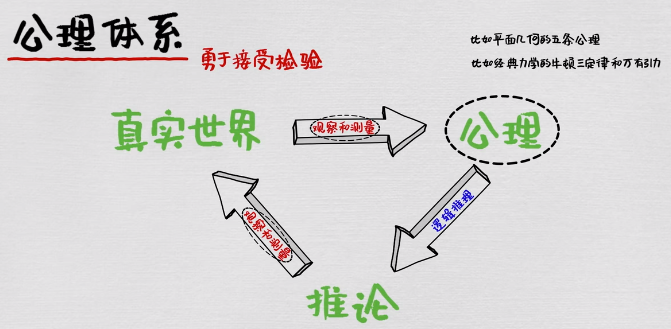 公理体系
勇于接受检验
比如平面几何的五条公理
比如经典力学的牛顿三定律和万有引力
真实世界
观察和测量
公理
逻辑推理
观察和测量
推论